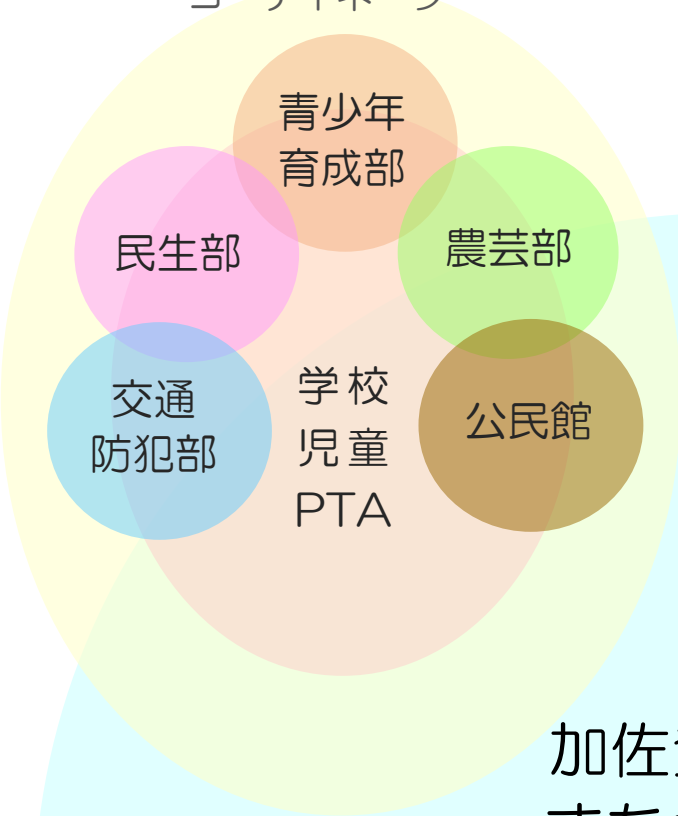 青少年
育成部
民生部
農芸部
交通
防犯部
公民館
学校
児童
PTA
加佐